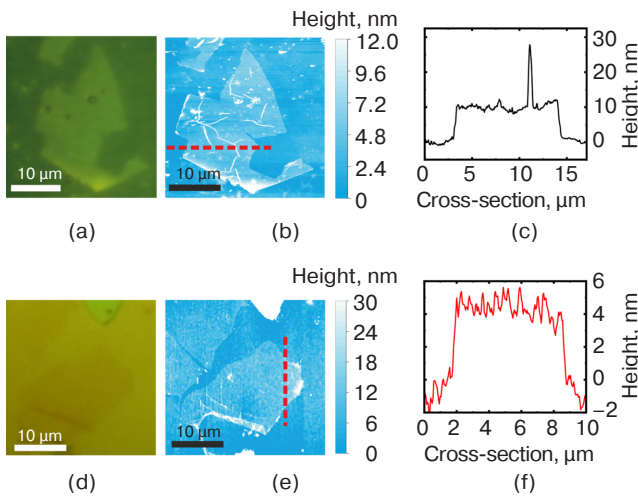 Height, nm
12.0
9.6
7.2
4.8
2.4
0
10 μm
10 μm
30
20
10
0
Height, nm
0 5 10 15
Cross-section, μm
(a) (b) (c)
Height, nm
30
24
18
12
6
0
10 μm
10 μm
6
4
2
0
−2
Height, nm
0 2 4 6 8 10
Cross-section, μm
(d) (e) (f)